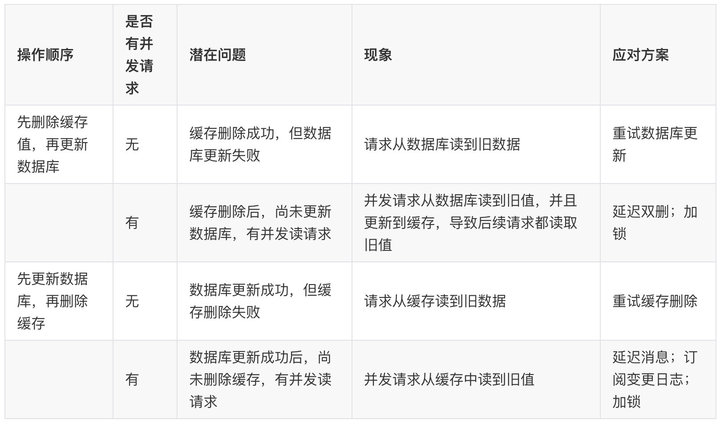 操作顺序
是否
有并
发请
求
潜在问题
现象
应对方案
先删除缓存
值，再更新
数据库
无
缓存删除成功，但数据
库更新失败
请求从数据库读到旧数据
重试数据库更
新
有
缓存删除后，尚未更新
数据库，有并发读请求
并发请求从数据库读到旧值，并且
更新到缓存，导致后续请求都读取
旧值
延迟双删；加
锁
先更新数据
库，再删除
缓存
无
数据库更新成功，但缓
存删除失败
请求从缓存读到旧数据
重试缓存删除
有
数据库更新成功后，尚
未删除缓存，有并发读
请求
并发请求从缓存中读到旧值
延迟消息；订
阅变更日志；
加锁